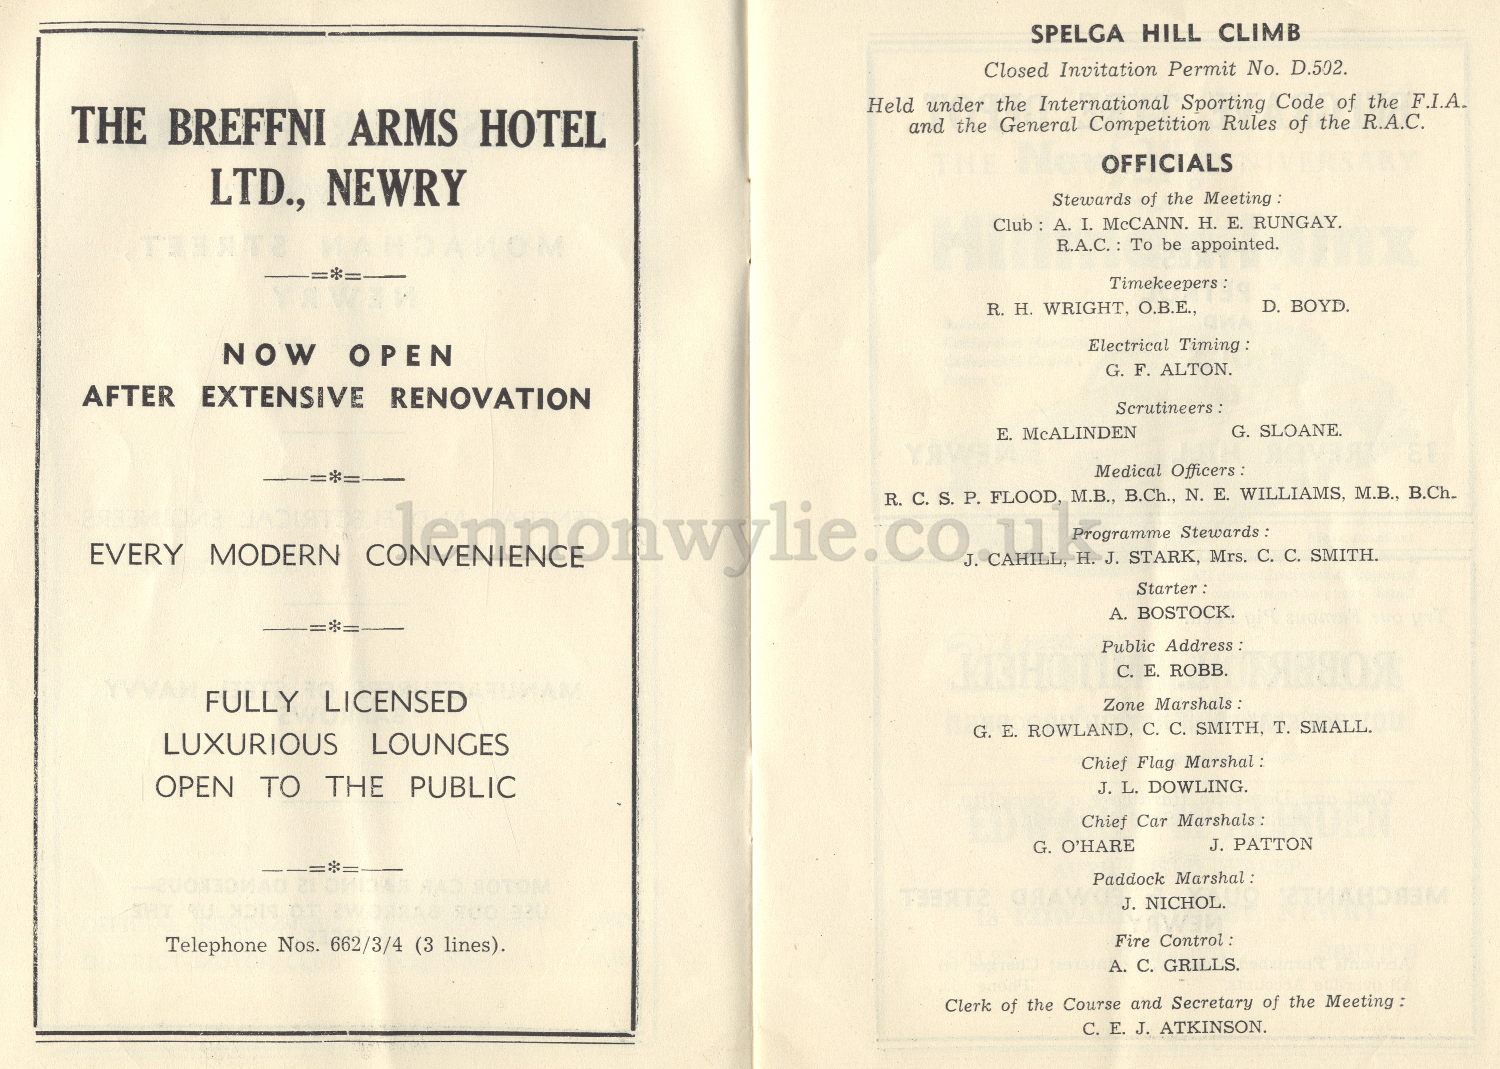 THE BREFFNI ARMS HOTEL
LTD., NEWRY
NOW OPEN
AFTER EXTENSIVE RENOVATION
EVERY MODERN CONVENIENCE
FULLY LICENSED
LUXURIOUS LOUNGES
OPEN TO THE PUBLIC
Telephone Nos. 662/3/4 (3 lines).
SPELGA HILL CLIMB
Closed Invitation Permit No. D.502.
Held under the International Sporting Code of the F.I.A.
and the General Competition Rules of the R.A.C.
OFFICIALS
Stewards of the Meeting :
Club : A. I. McCANN. H. E. RUNGAY.
R.A.C. : To be appointed.
Timekeepers :
R. H. WRIGHT, O.B.E., D. BOYD.
Electrical Timing :
G. F. ALTON.
Scrutineers :
E. McALINDEN G. SLOANE.
Medical Officers :
R. C. S. P. FLOOD, M.B., B.Ch., N. E. WILLIAMS, M.B., B.Ch.
Programme Stewards :
J. CAHILL, H. J. STARK, Mrs. C. C. SMITH.
Starter :
A. BOSTOCK.
Public Address :
C. E. ROBB.
Zone Marshals :
G. E. ROWLAND, C. C. SMITH, T. SMALL.
Chief Flag Marshal :
J. L. DOWLING.
Chief Car Marshals :
G. O'HARE J. PATTON
Paddock Marshal :
J. NICHOL.
Fire Control :
A. C. GRILLS.
Clerk of the Course and Secretary of the Meeting :
C. E. J. ATKINSON.
lennonwylie.co.uk